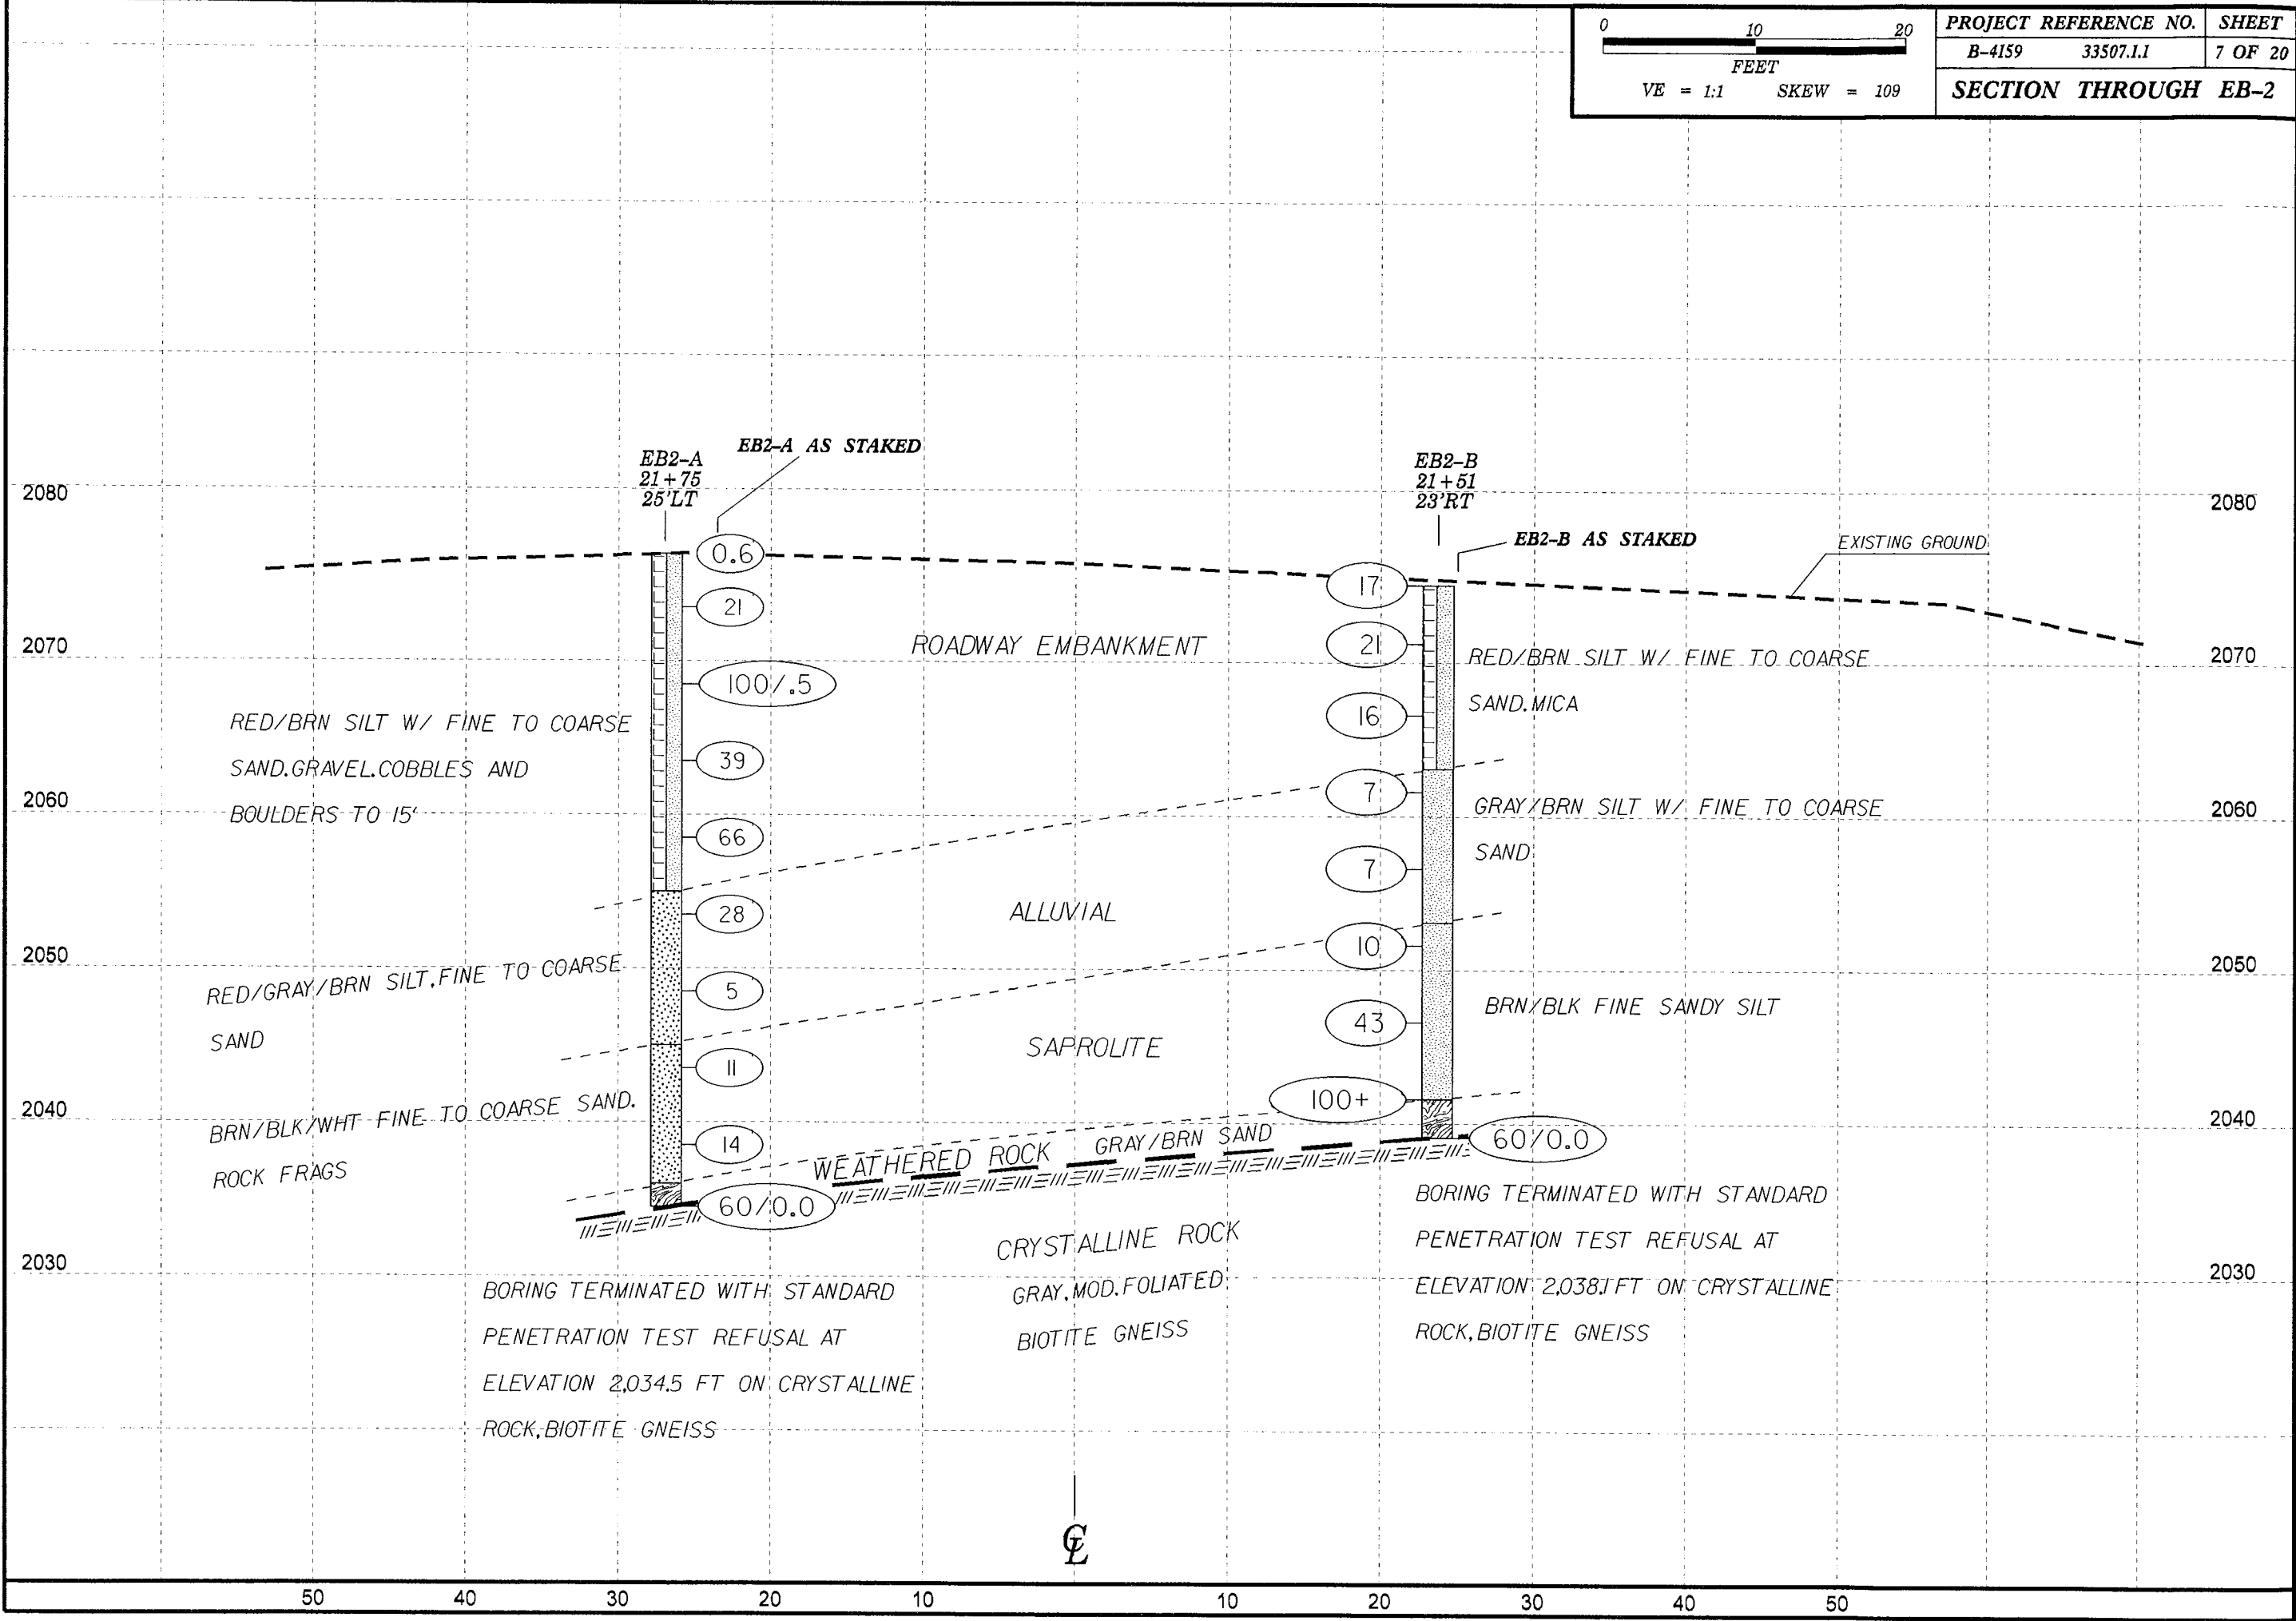 0 10 20
FEET
VE = 1:1 SKEW = 109
PROJECT REFERENCE NO. SHEET
B-4159 33507.1.1 7 OF 20
SECTION THROUGH EB-2
EB2-A
21+75
25'LT
EB2-A AS STAKED
EB2-B
21+51
23'RT
EB2-B AS STAKED
EXISTING GROUND
2080
2070
2060
2050
2040
2030
2080
2070
2060
2050
2040
2030
0.6
21
100/.5
39
66
28
5
11
14
60/0.0
17
21
16
7
7
10
43
100+
60/0.0
RED/BRN SILT W/ FINE TO COARSE
SAND.GRAVEL.COBBLES AND
BOULDERS TO 15'
RED/GRAY/BRN SILT,FINE TO COARSE
SAND
BRN/BLK/WHT FINE TO COARSE SAND.
ROCK FRAGS
ROADWAY EMBANKMENT
ALLUVIAL
SAPROLITE
WEATHERED ROCK GRAY/BRN SAND
CRYSTALLINE ROCK
GRAY.MOD.FOLIATED
BIOTITE GNEISS
RED/BRN SILT W/ FINE TO COARSE
SAND.MICA
GRAY/BRN SILT W/ FINE TO COARSE
SAND
BRN/BLK FINE SANDY SILT
BORING TERMINATED WITH STANDARD
PENETRATION TEST REFUSAL AT
ELEVATION 2,034.5 FT ON CRYSTALLINE
ROCK,BIOTITE GNEISS
BORING TERMINATED WITH STANDARD
PENETRATION TEST REFUSAL AT
ELEVATION 2,038.1 FT ON CRYSTALLINE
ROCK,BIOTITE GNEISS
CL
50 40 30 20 10 10 20 30 40 50